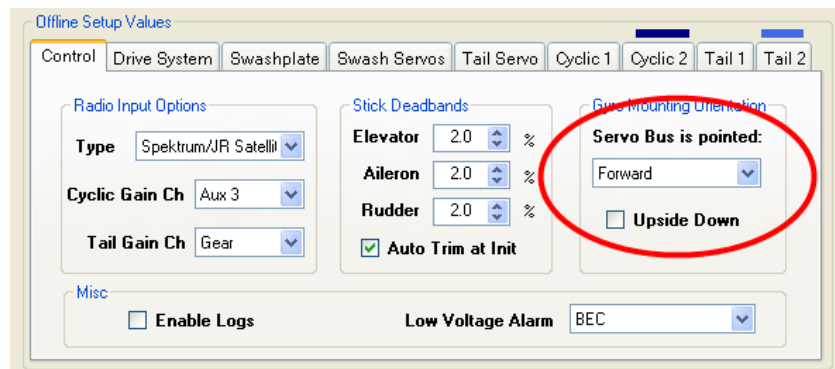 Offline Setup Values
Control Drive System Swashplate Swash Servos Tail Servo Cyclic 1 Cyclic 2 Tail 1 Tail 2
Radio Input Options
Type Spektrum/JR Satelli
Cyclic Gain Ch Aux 3
Tail Gain Ch Gear
Stick Deadbands
Elevator 2.0 %
Aileron 2.0 %
Rudder 2.0 %
Auto Trim at Init
Gyro Mounting Orientation
Servo Bus is pointed:
Forward
Upside Down
Misc
Enable Logs Low Voltage Alarm BEC